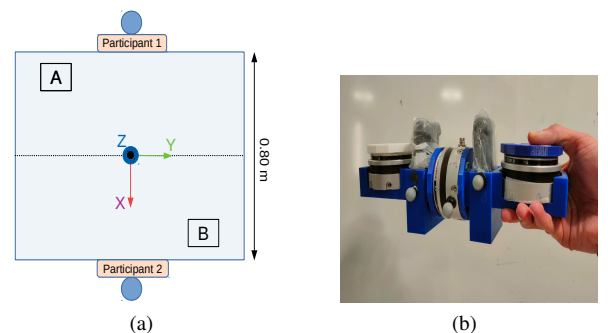 Participant 1
A
Z
Y
X
0.80 m
B
Participant 2
(a)
(b)